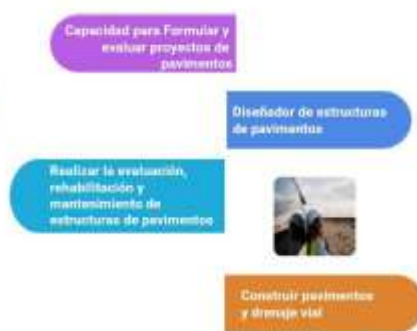 Capacidad para Formular y
evaluar proyectos de
pavimentos
Diseñador de estructuras
de pavimentos
Realizar la evaluación,
rehabilitación y
mantenimiento de
estructuras de pavimentos
Construir pavimentos
y drenaje vial